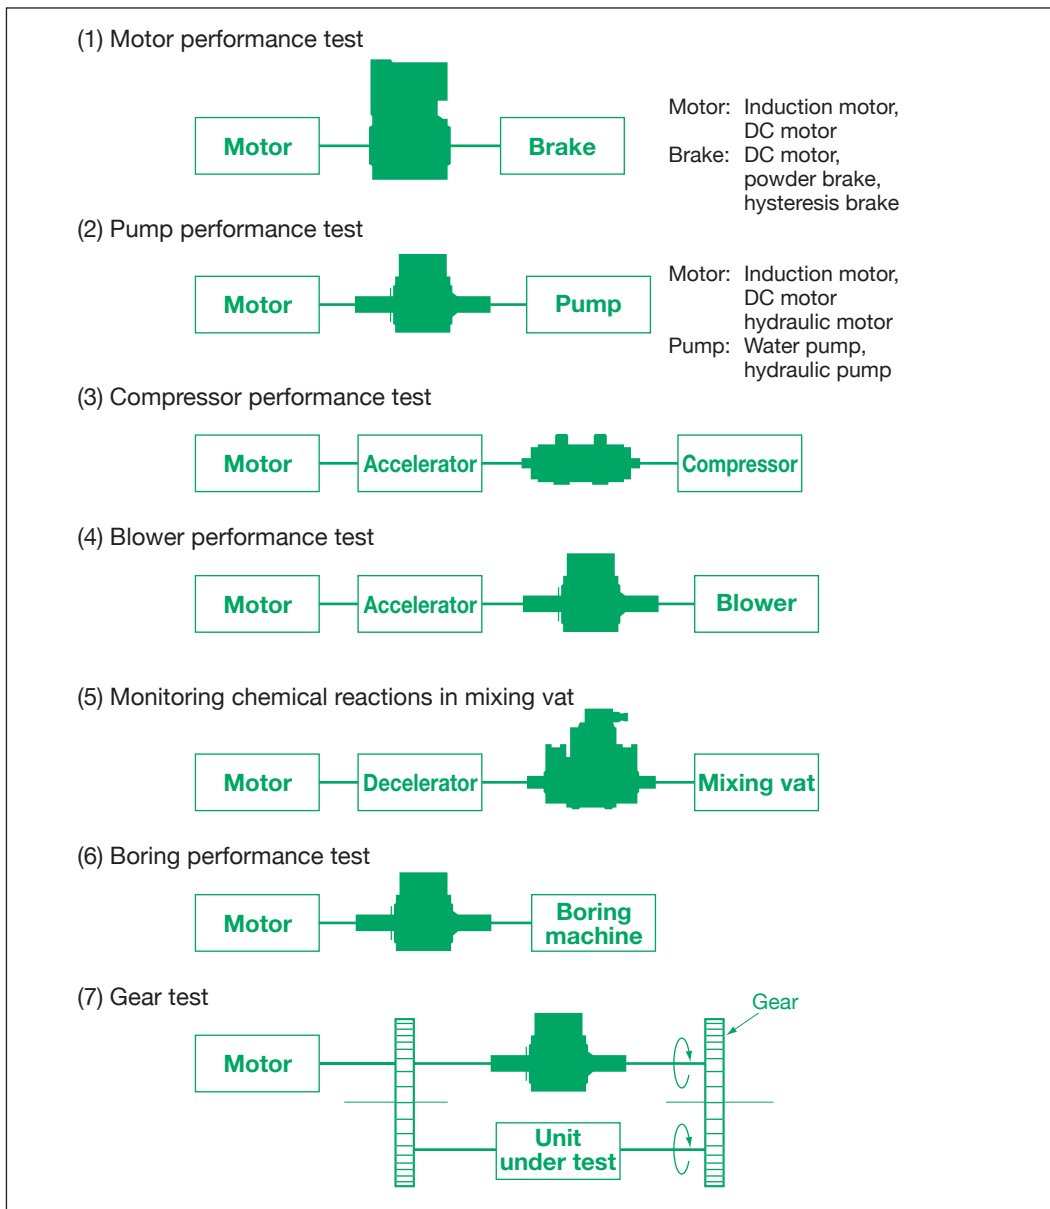 (1) Motor performance test
Motor
Brake
Motor: Induction motor,
DC motor
Brake: DC motor,
powder brake,
hysteresis brake
(2) Pump performance test
Motor
Pump
Motor: Induction motor,
DC motor
hydraulic motor
Pump: Water pump,
hydraulic pump
(3) Compressor performance test
Motor
Accelerator
Compressor
(4) Blower performance test
Motor
Accelerator
Blower
(5) Monitoring chemical reactions in mixing vat
Motor
Decelerator
Mixing vat
(6) Boring performance test
Motor
Boring
machine
(7) Gear test
Gear
Motor
Unit
under test